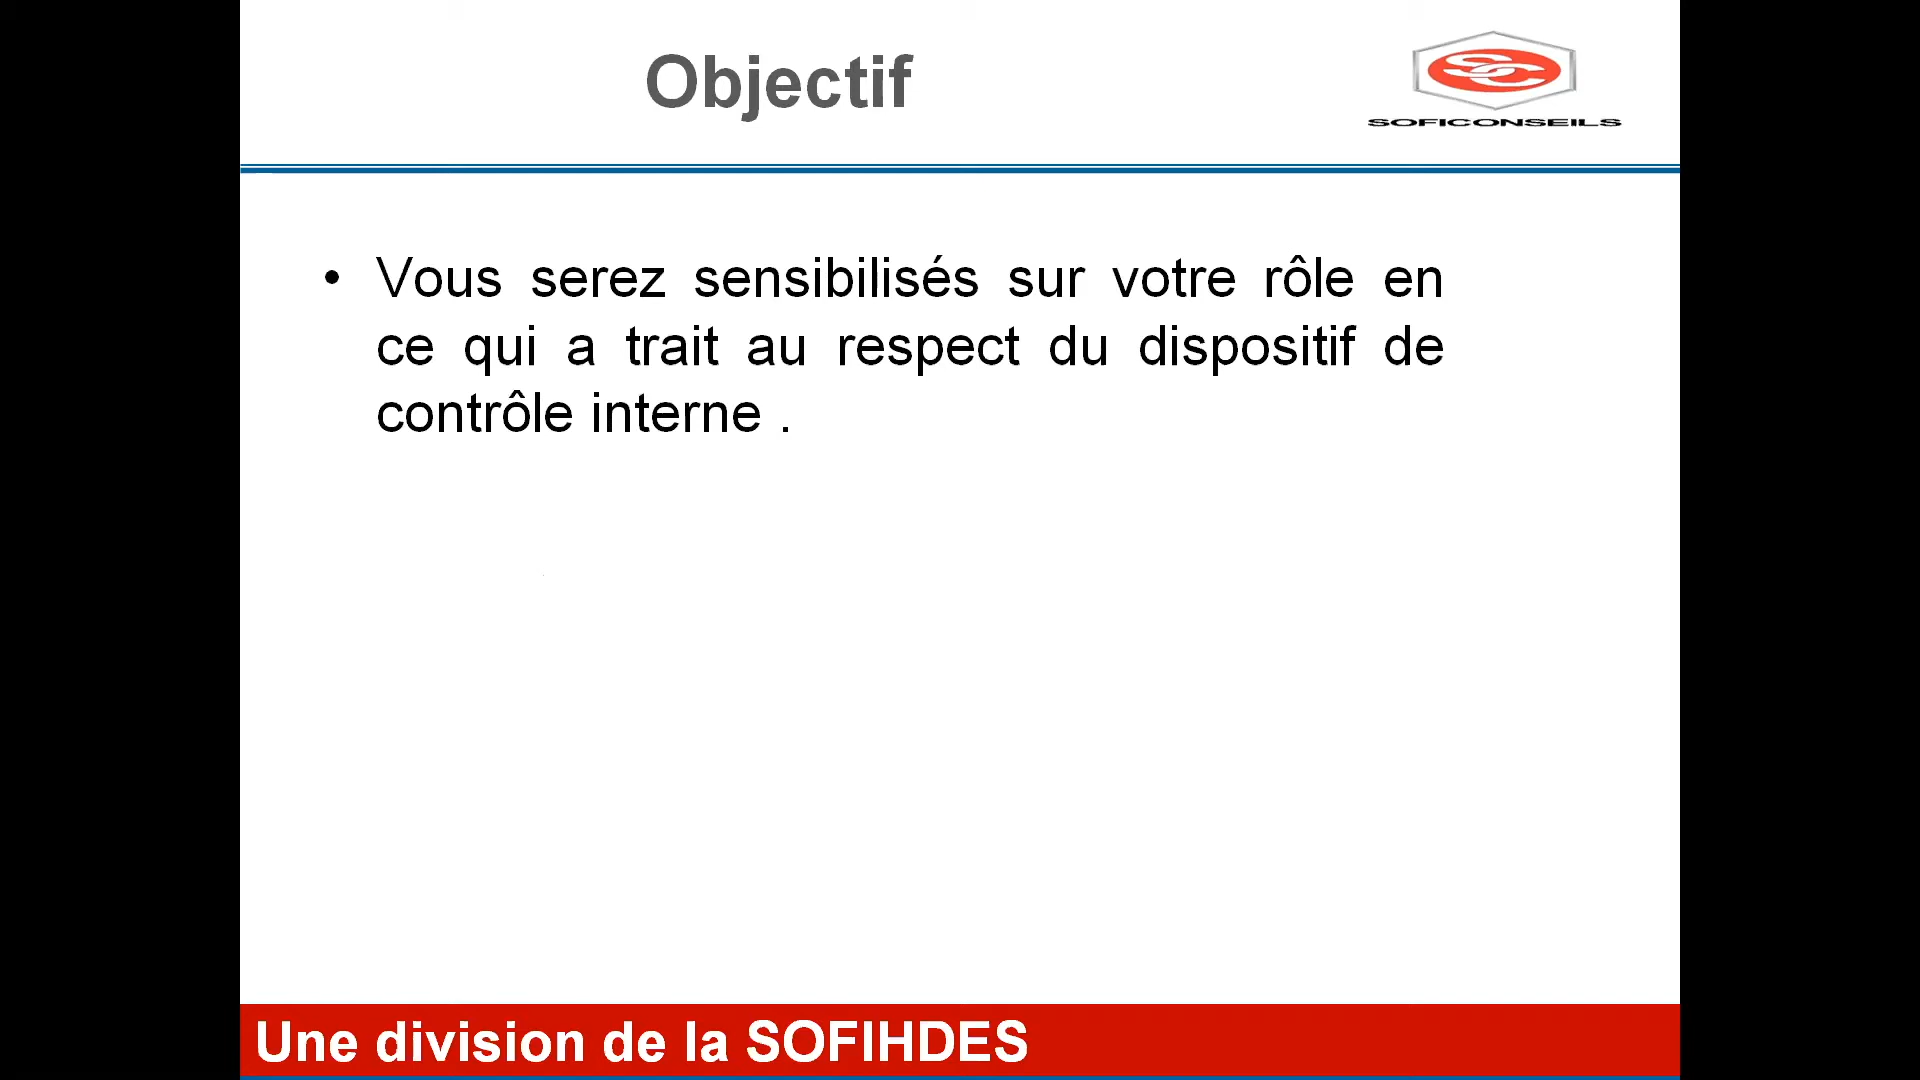 Objectif
SC
SOFICONSEILS
• Vous serez sensibilisés sur votre rôle en
ce qui a trait au respect du dispositif de
contrôle interne .
Une division de la SOFIHDES